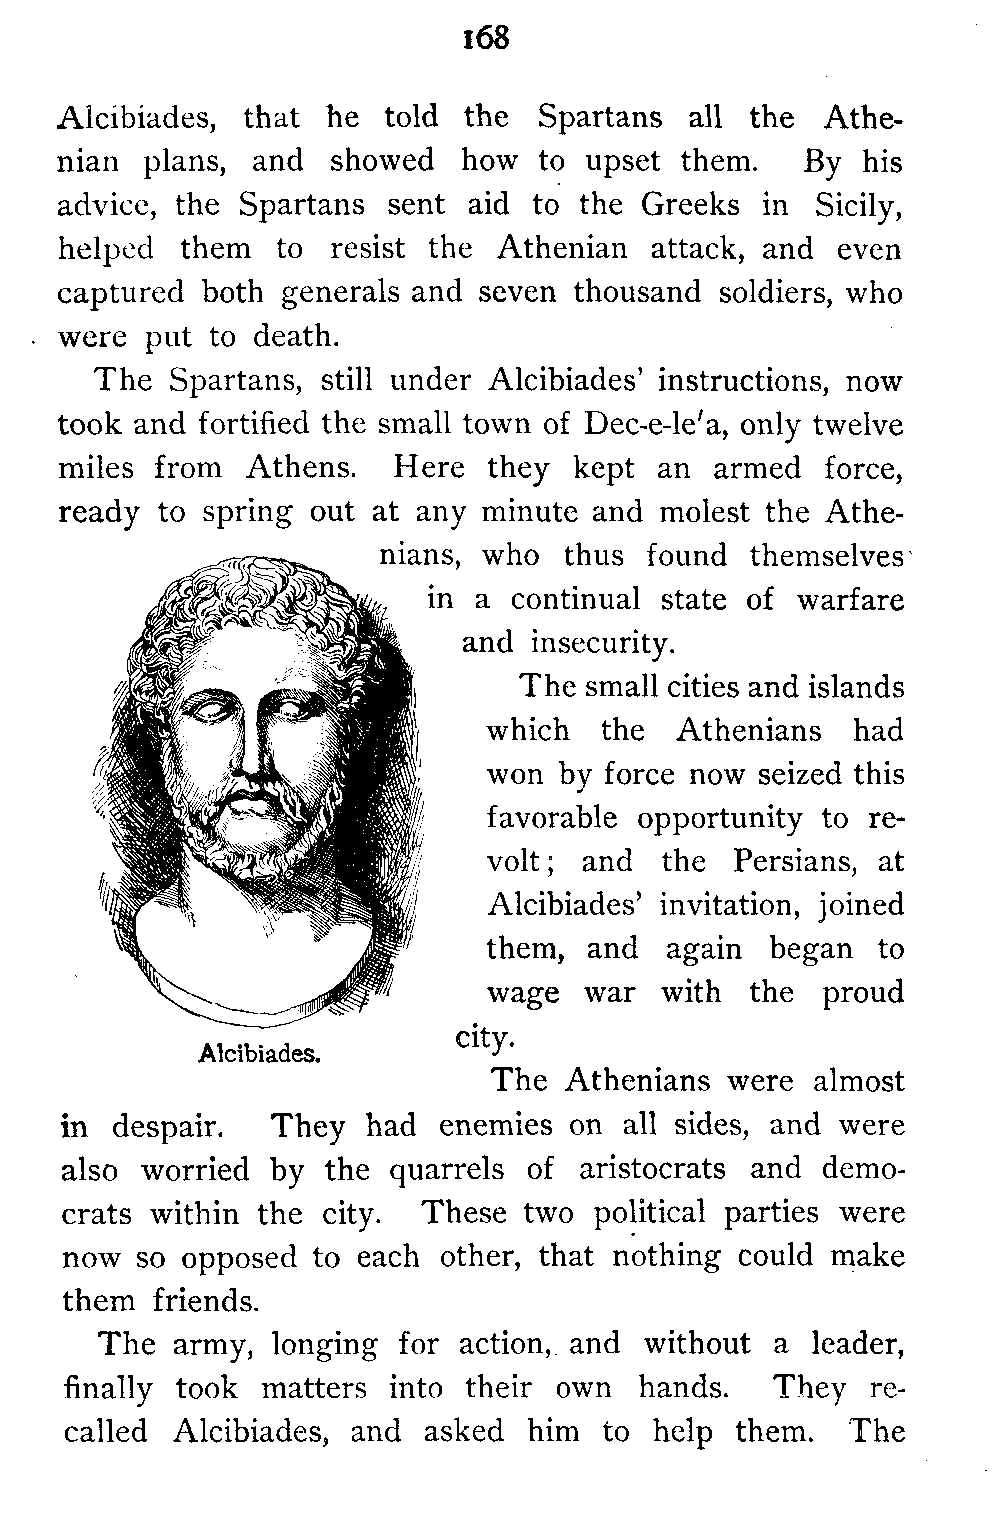 168
Alcibiades, that he told the Spartans all the Athe-
nian plans, and showed how to upset them. By his
advice, the Spartans sent aid to the Greeks in Sicily,
helped them to resist the Athenian attack, and even
captured both generals and seven thousand soldiers, who
were put to death.
The Spartans, still under Alcibiades' instructions, now
took and fortified the small town of Dec-e-le'a, only twelve
miles from Athens. Here they kept an armed force,
ready to spring out at any minute and molest the Athe-
nians, who thus found themselves
in a continual state of warfare
and insecurity.
The small cities and islands
which the Athenians had
won by force now seized this
favorable opportunity to re-
volt; and the Persians, at
Alcibiades' invitation, joined
them, and again began to
wage war with the proud
city.
Alcibiades.
The Athenians were almost
in despair. They had enemies on all sides, and were
also worried by the quarrels of aristocrats and demo-
crats within the city. These two political parties were
now so opposed to each other, that nothing could make
them friends.
The army, longing for action, and without a leader,
finally took matters into their own hands. They re-
called Alcibiades, and asked him to help them. The